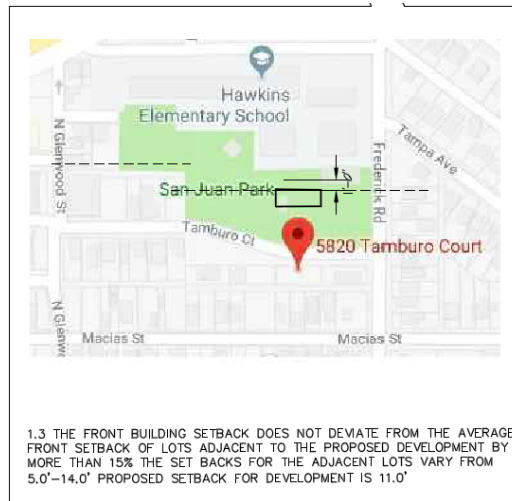 Hawkins
Elementary School
N Glenwood St
Tampa Ave
Frederick Rd
San Juan Park
Tamburo Ct
5820 Tamburo Court
N Glenw
Macias St
Macias St
1.3 THE FRONT BUILDING SETBACK DOES NOT DEVIATE FROM THE AVERAGE
FRONT SETBACK OF LOTS ADJACENT TO THE PROPOSED DEVELOPMENT BY
MORE THAN 15% THE SET BACKS FOR THE ADJACENT LOTS VARY FROM
5.0'-14.0' PROPOSED SETBACK FOR DEVELOPMENT IS 11.0'